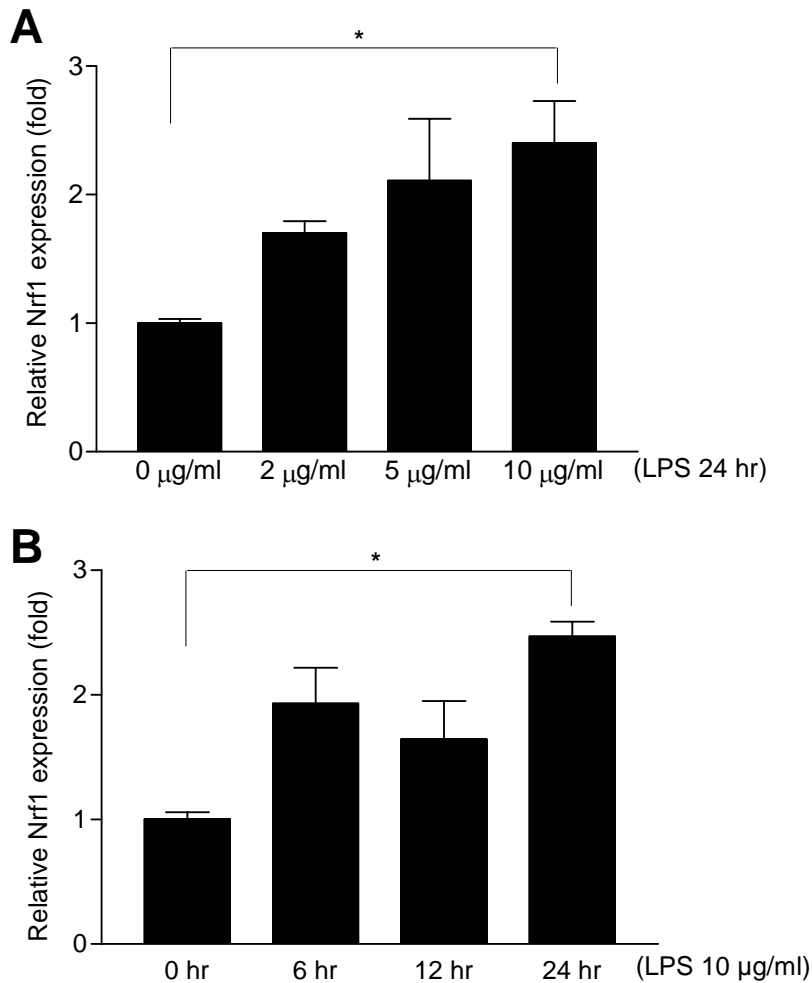 A
*
Relative Nrf1 expression (fold)
3
2
1
0
0 μg/ml 2 μg/ml 5 μg/ml 10 μg/ml (LPS 24 hr)
B
*
Relative Nrf1 expression (fold)
3
2
1
0
0 hr 6 hr 12 hr 24 hr (LPS 10 μg/ml)